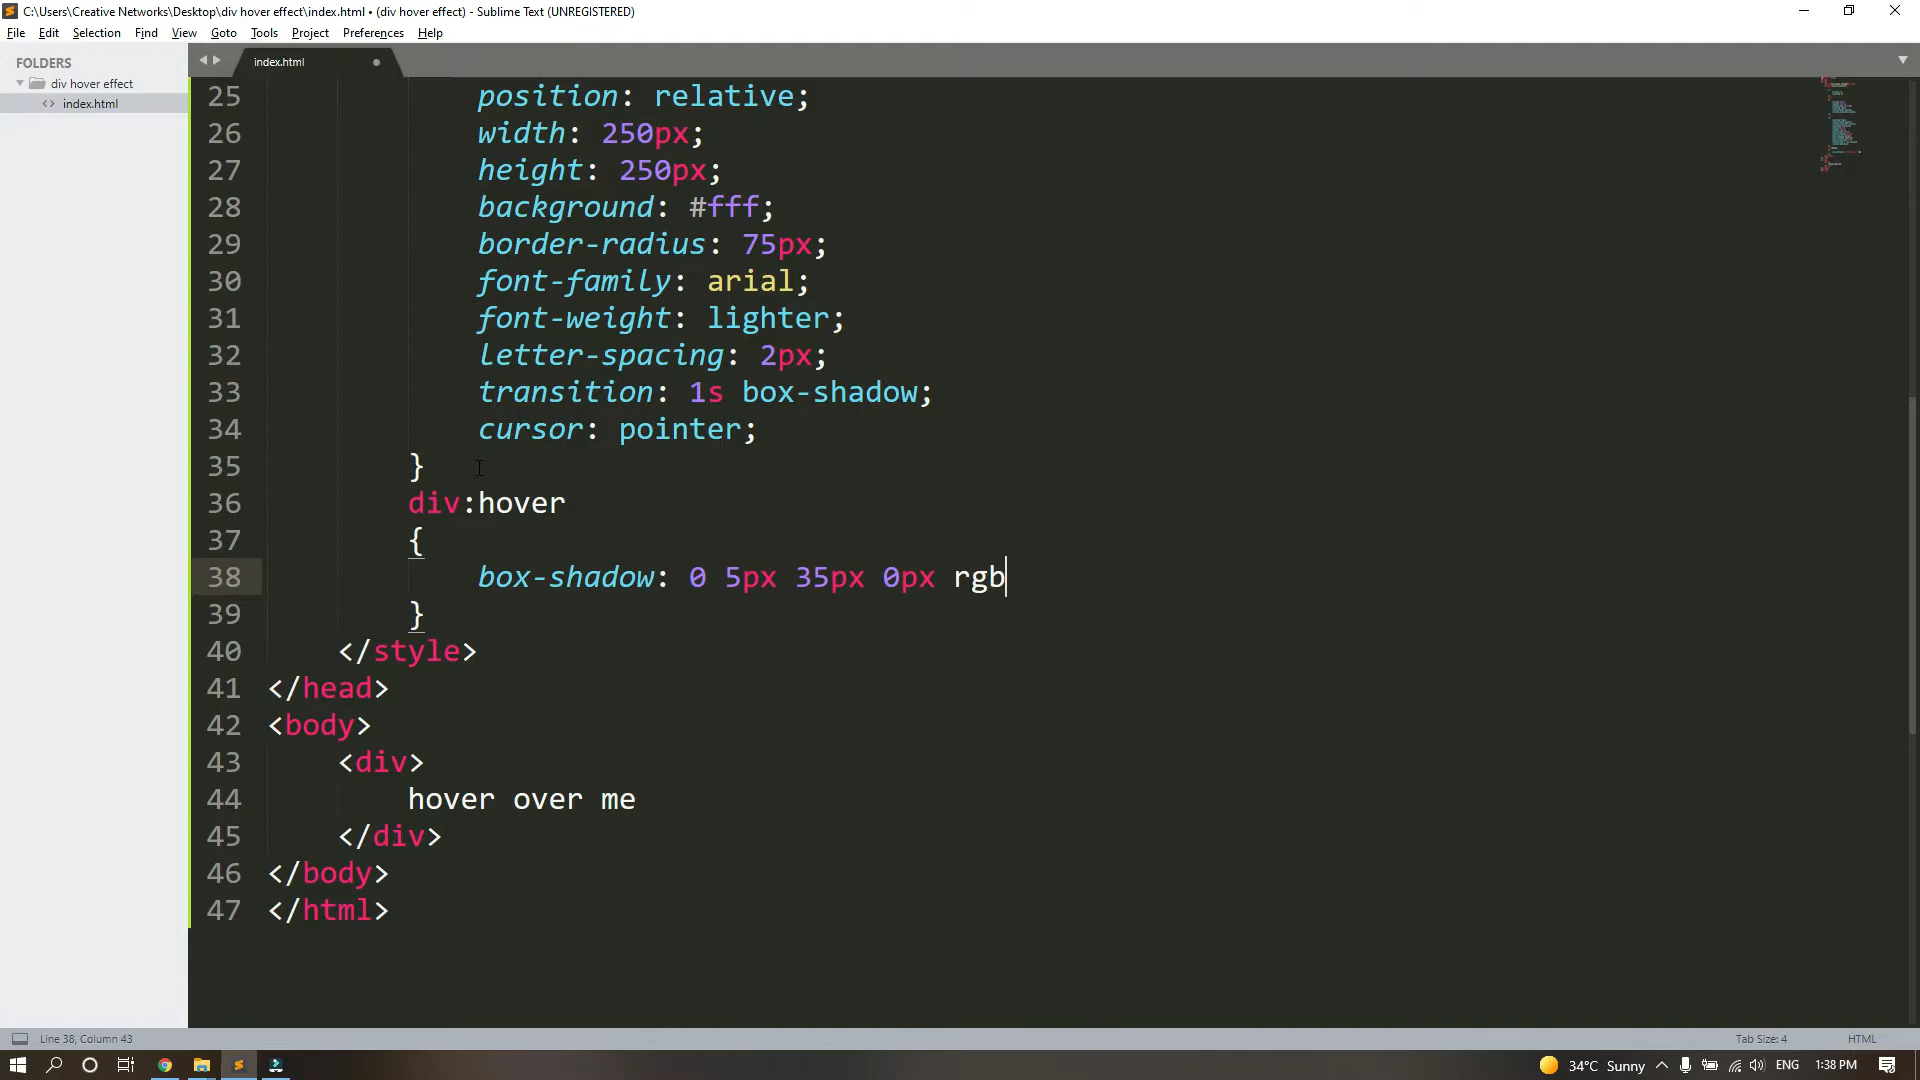 C:\Users\Creative Networks\Desktop\div hover effect\index.html • (div hover effect) - Sublime Text (UNREGISTERED)
File Edit Selection Find View Goto Tools Project Preferences Help
FOLDERS
div hover effect
index.html
index.html
25 position: relative;
26 width: 250px;
27 height: 250px;
28 background: #fff;
29 border-radius: 75px;
30 font-family: arial;
31 font-weight: lighter;
32 letter-spacing: 2px;
33 transition: 1s box-shadow;
34 cursor: pointer;
35 }
36 div:hover
37 {
38 box-shadow: 0 5px 35px 0px rgb
39 }
40 </style>
41 </head>
42 <body>
43 <div>
44 hover over me
45 </div>
46 </body>
47 </html>
Line 38, Column 43
Tab Size: 4
HTML
34°C Sunny
ENG
1:38 PM